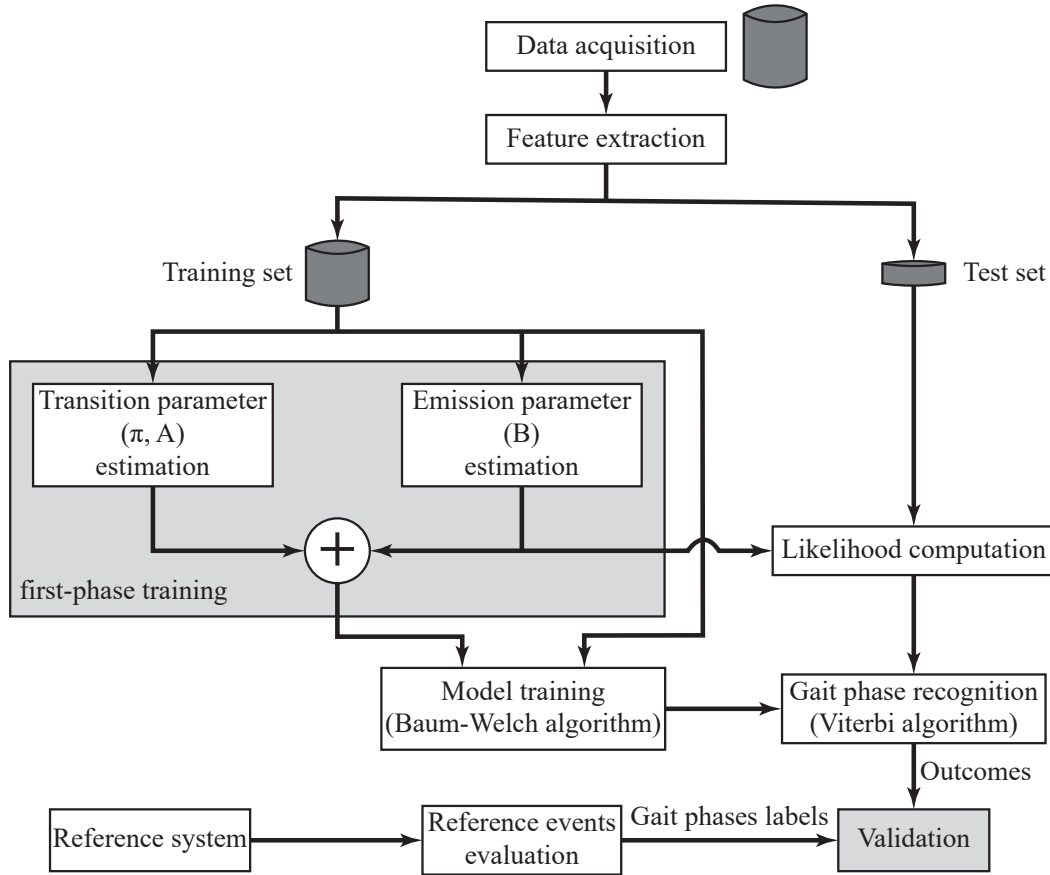 Data acquisition
Feature extraction
Training set
Test set
Transition parameter
(π, A)
estimation
Emission parameter
(B)
estimation
+
Likelihood computation
first-phase training
Model training
(Baum-Welch algorithm)
Gait phase recognition
(Viterbi algorithm)
Outcomes
Reference system
Reference events
evaluation
Gait phases labels
Validation